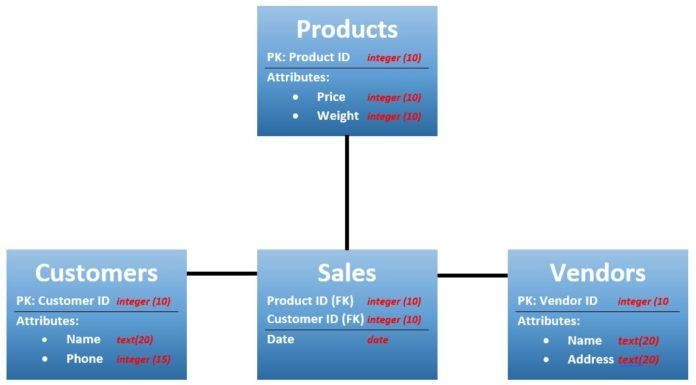 Products
PK: Product ID integer (10)
Attributes:
• Price integer (10)
• Weight integer (10)
Customers
PK: Customer ID integer (10)
Attributes:
• Name text(20)
• Phone integer (15)
Sales
Product ID (FK) integer (10)
Customer ID (FK) integer (10)
Date date
Vendors
PK: Vendor ID integer (10
Attributes:
• Name text(20)
• Address text(20)